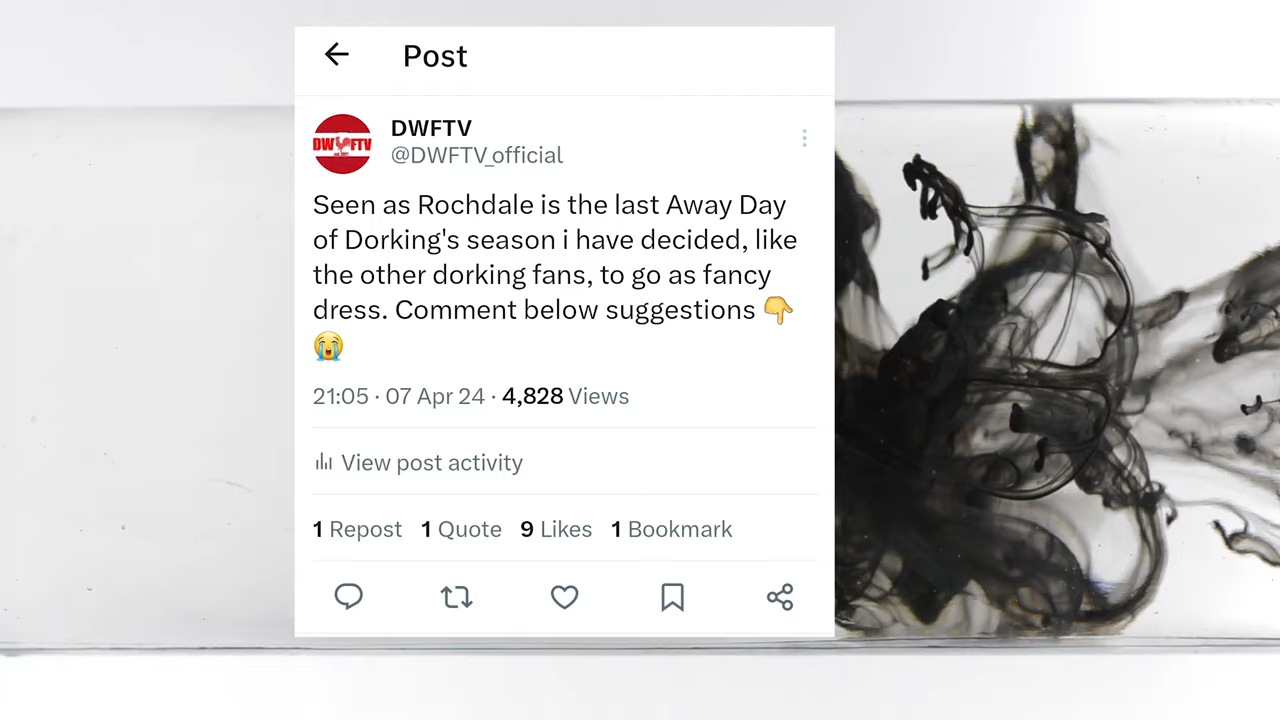 Post
DW FTV
DWFTV
@DWFTV_official
Seen as Rochdale is the last Away Day
of Dorking's season i have decided, like
the other dorking fans, to go as fancy
dress. Comment below suggestions 👇
😭
21:05 · 07 Apr 24 · 4,828 Views
View post activity
1 Repost 1 Quote 9 Likes 1 Bookmark